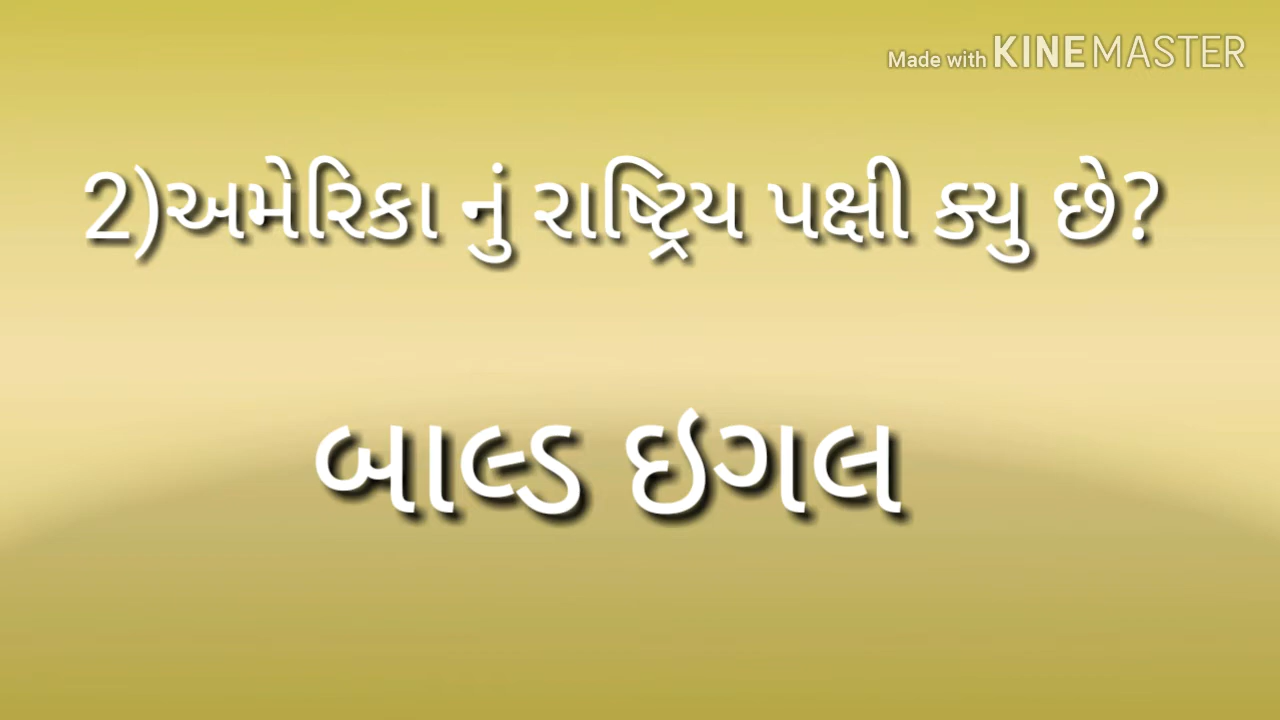 Made with KINEMASTER
2)અમેરિકા નું રાષ્ટ્રિય પક્ષી ક્યુ છે?
બાલ્ડ ઇગલ